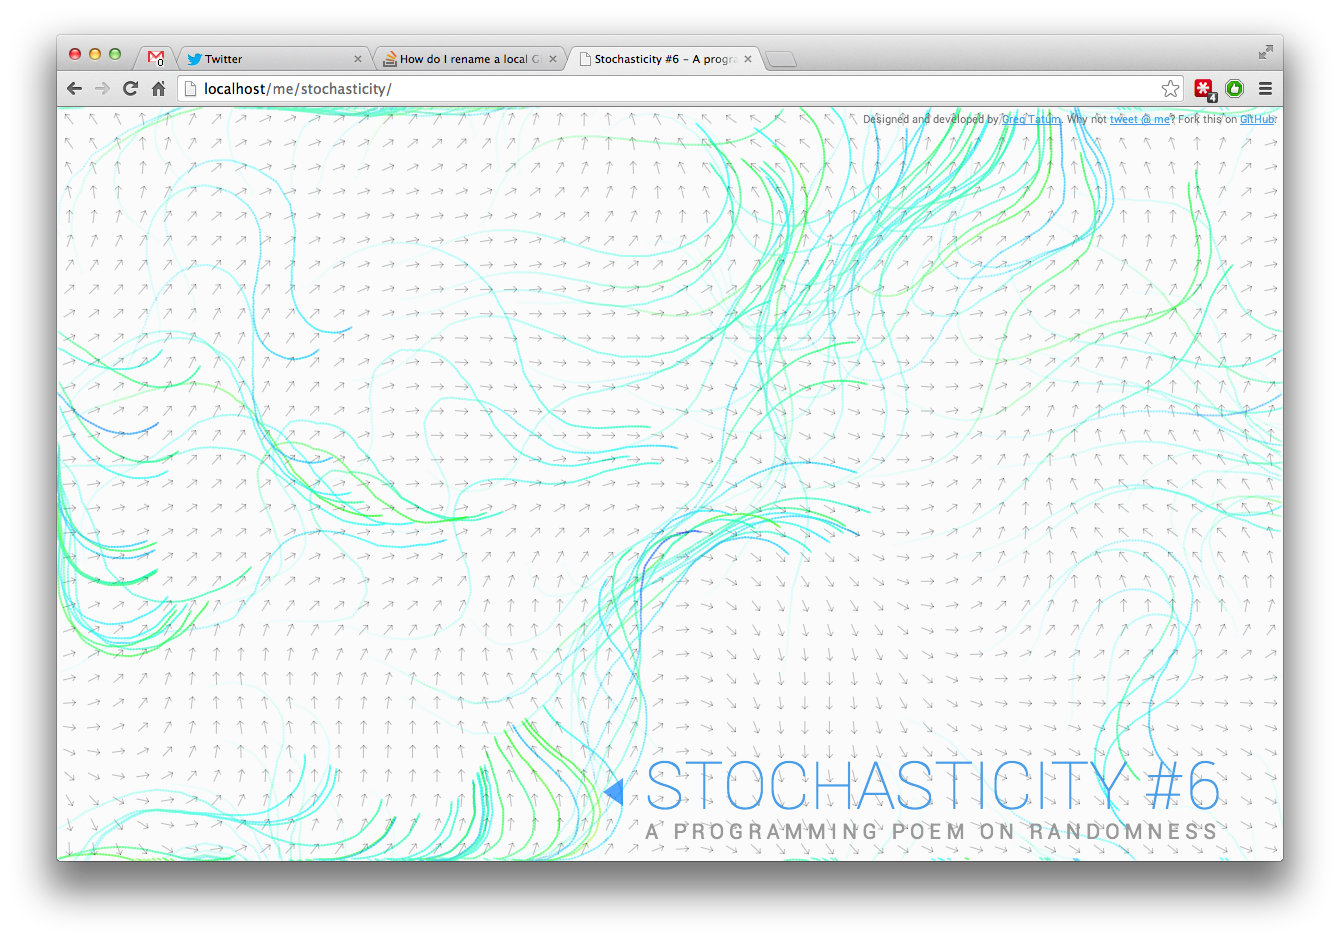 0
Twitter
How do I rename a local G
Stochasticity #6 – A progra
localhost/me/stochasticity/
4
Designed and developed by Greg Tatum. Why not tweet @ me? Fork this on GitHub.
STOCHASTICITY #6
A PROGRAMMING POEM ON RANDOMNESS